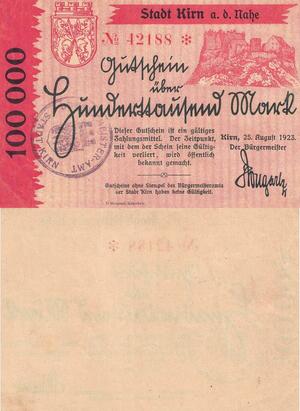 Stadt Kirn a. d. Nahe
№ 42188 *
100 000
Gutschein
über
Hunderttausend Mark
Dieser Gutschein ist ein gültiges
Zahlungsmittel. Der Zeitpunkt,
mit dem der Schein seine Gültig-
keit verliert, wird öffentlich
bekannt gemacht.
Kirn, 25. August 1923.
Der Bürgermeister
Gutscheine ohne Stempel des Bürgermeisteramts
der Stadt Kirn haben keine Gültigkeit.